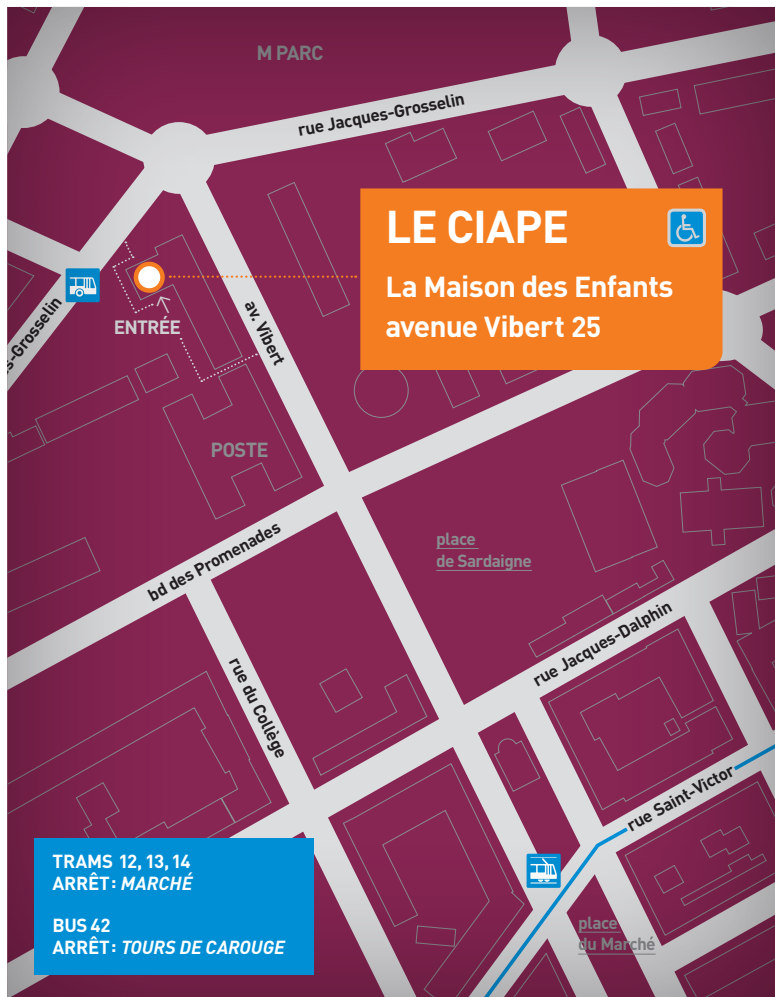 M PARC
rue Jacques-Grosselin
LE CIAPE
La Maison des Enfants
avenue Vibert 25
s-Grosselin
ENTRÉE
av. Vibert
POSTE
place
de Sardaigne
bd des Promenades
rue Jacques-Dalphin
rue du Collège
rue Saint-Victor
TRAMS 12, 13, 14
ARRÊT: MARCHÉ
BUS 42
ARRÊT: TOURS DE CAROUGE
place
du Marché